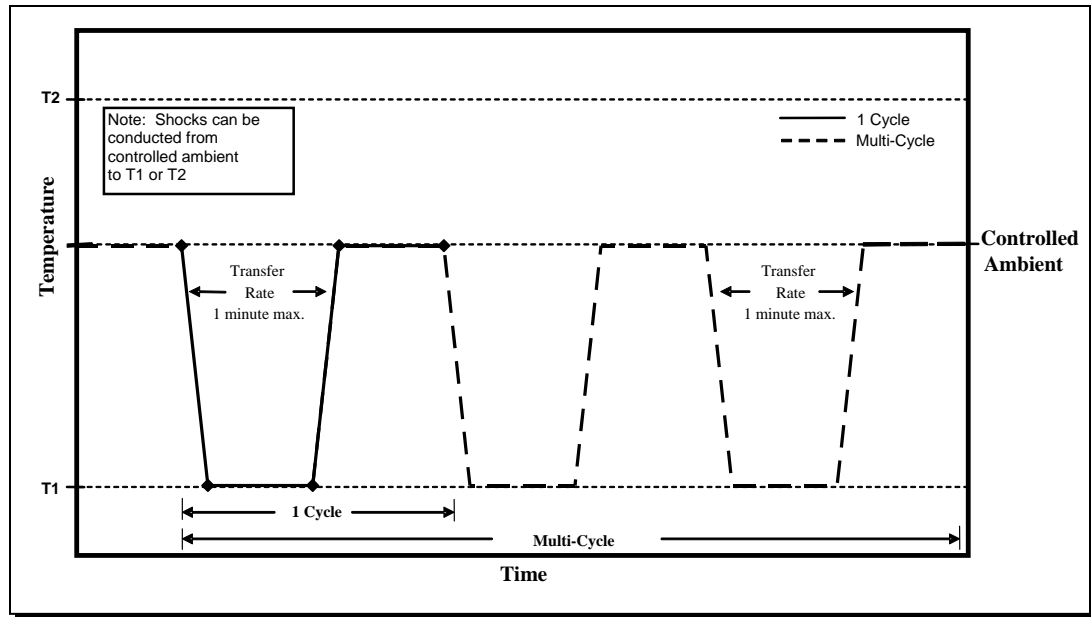 T2
Note: Shocks can be
conducted from
controlled ambient
to T1 or T2
1 Cycle
Multi-Cycle
Temperature
Controlled
Ambient
Transfer
Rate
1 minute max.
Transfer
Rate
1 minute max.
T1
1 Cycle
Multi-Cycle
Time